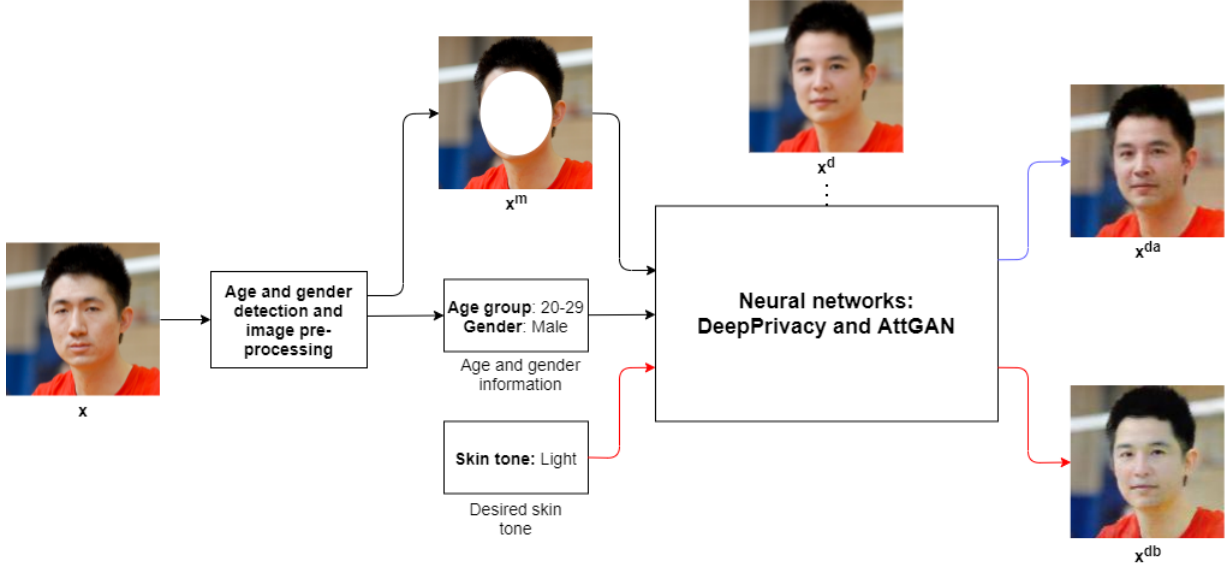 x
Age and gender
detection and
image pre-
processing
x^m
Age group: 20-29
Gender: Male
Age and gender
information
Skin tone: Light
Desired skin
tone
x^d
Neural networks:
DeepPrivacy and AttGAN
x^da
x^db